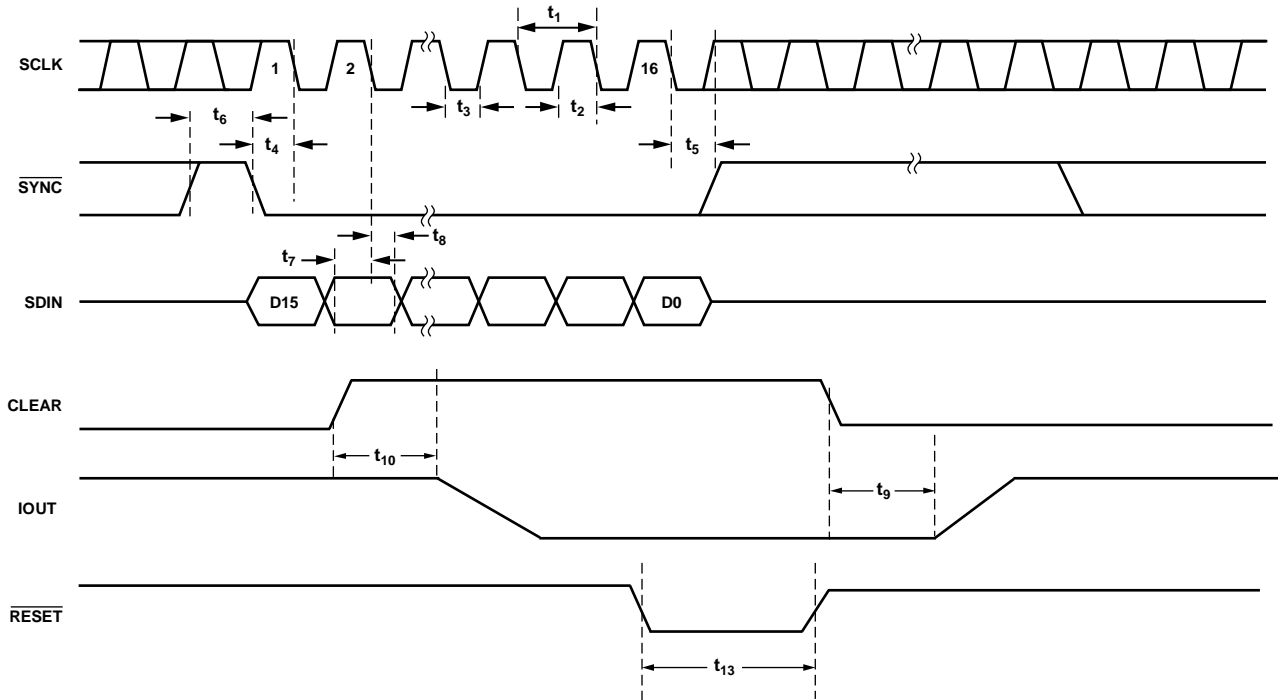 t1
SCLK
1
2
16
t3
t2
t6
t4
t5
SYNC
t8
t7
SDIN
D15
D0
CLEAR
t10
t9
IOUT
RESET
t13